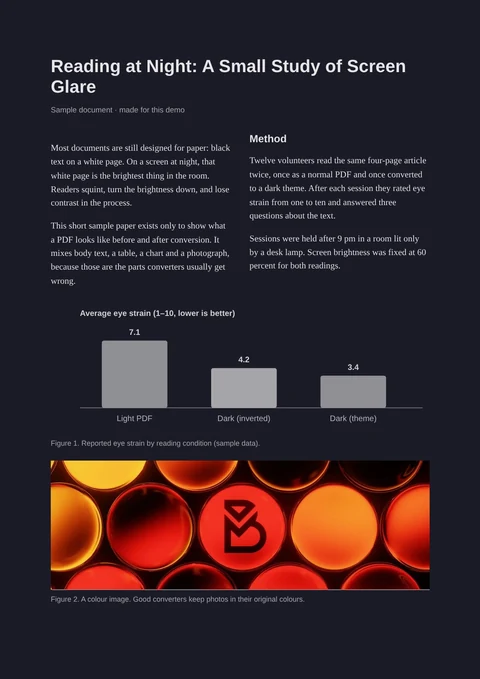 Reading at Night: A Small Study of Screen
Glare
Sample document · made for this demo
Most documents are still designed for paper: black
text on a white page. On a screen at night, that
white page is the brightest thing in the room.
Readers squint, turn the brightness down, and lose
contrast in the process.
This short sample paper exists only to show what
a PDF looks like before and after conversion. It
mixes body text, a table, a chart and a photograph,
because those are the parts converters usually get
wrong.
Method
Twelve volunteers read the same four-page article
twice, once as a normal PDF and once converted
to a dark theme. After each session they rated eye
strain from one to ten and answered three
questions about the text.
Sessions were held after 9 pm in a room lit only
by a desk lamp. Screen brightness was fixed at 60
percent for both readings.
Average eye strain (1–10, lower is better)
7.1
4.2
3.4
Light PDF
Dark (inverted)
Dark (theme)
Figure 1. Reported eye strain by reading condition (sample data).
Figure 2. A colour image. Good converters keep photos in their original colours.